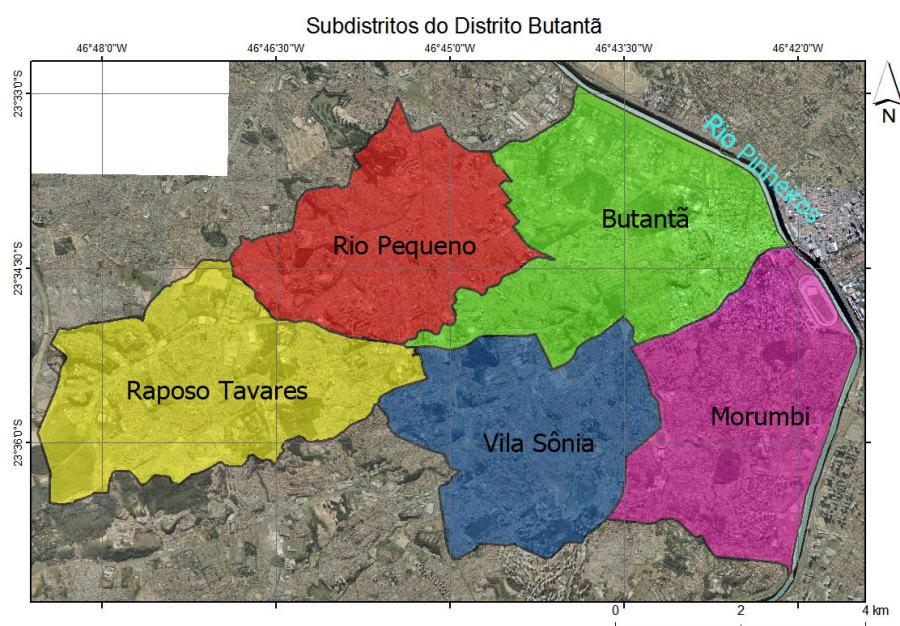 Subdistritos do Distrito Butantã
46°48'0"W 46°46'30"W 46°45'0"W 46°43'30"W 46°42'0"W
23°33'0"S
N
Rio Pinheiros
Butantã
Rio Pequeno
23°34'30"S
Raposo Tavares
Morumbi
Vila Sônia
23°36'0"S
0 2 4 km